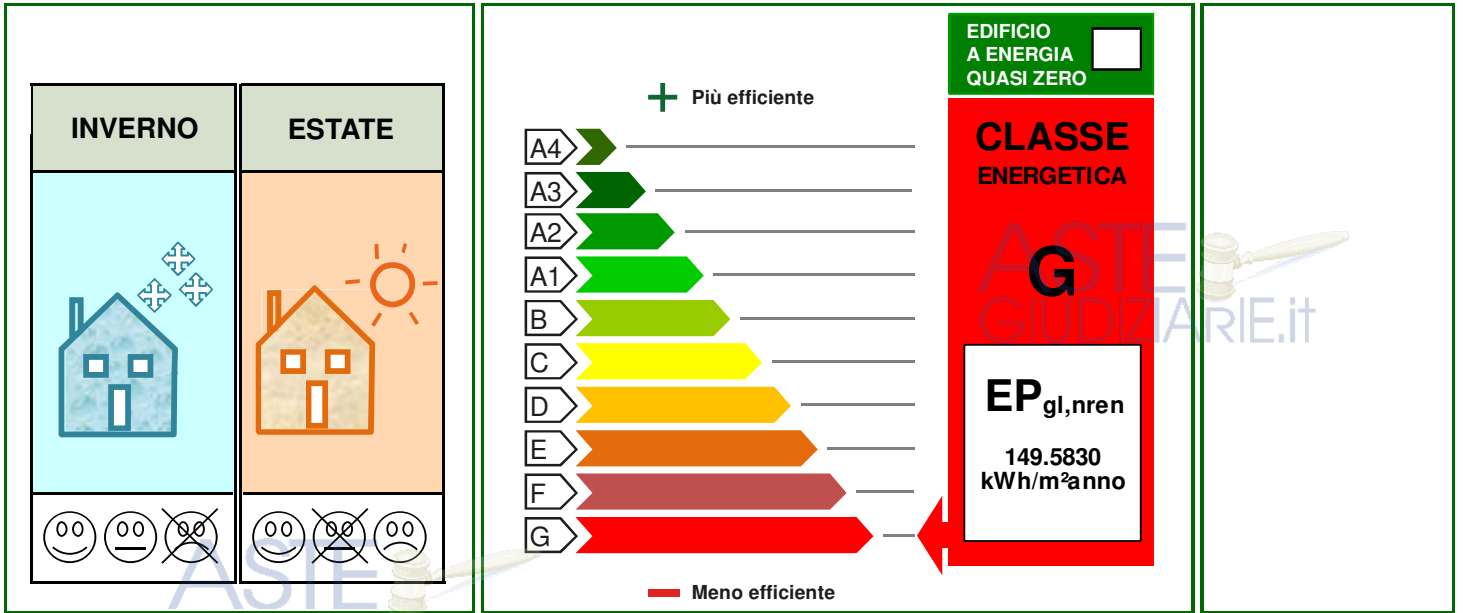 INVERNO
ESTATE
Più efficiente
A4
A3
A2
A1
B
C
D
E
F
G
Meno efficiente
EDIFICIO
A ENERGIA
QUASI ZERO
CLASSE
ENERGETICA
G
EPgl,nren
149.5830
kWh/m²anno
ASTE
GIUDIZIARIE.it
ASTE